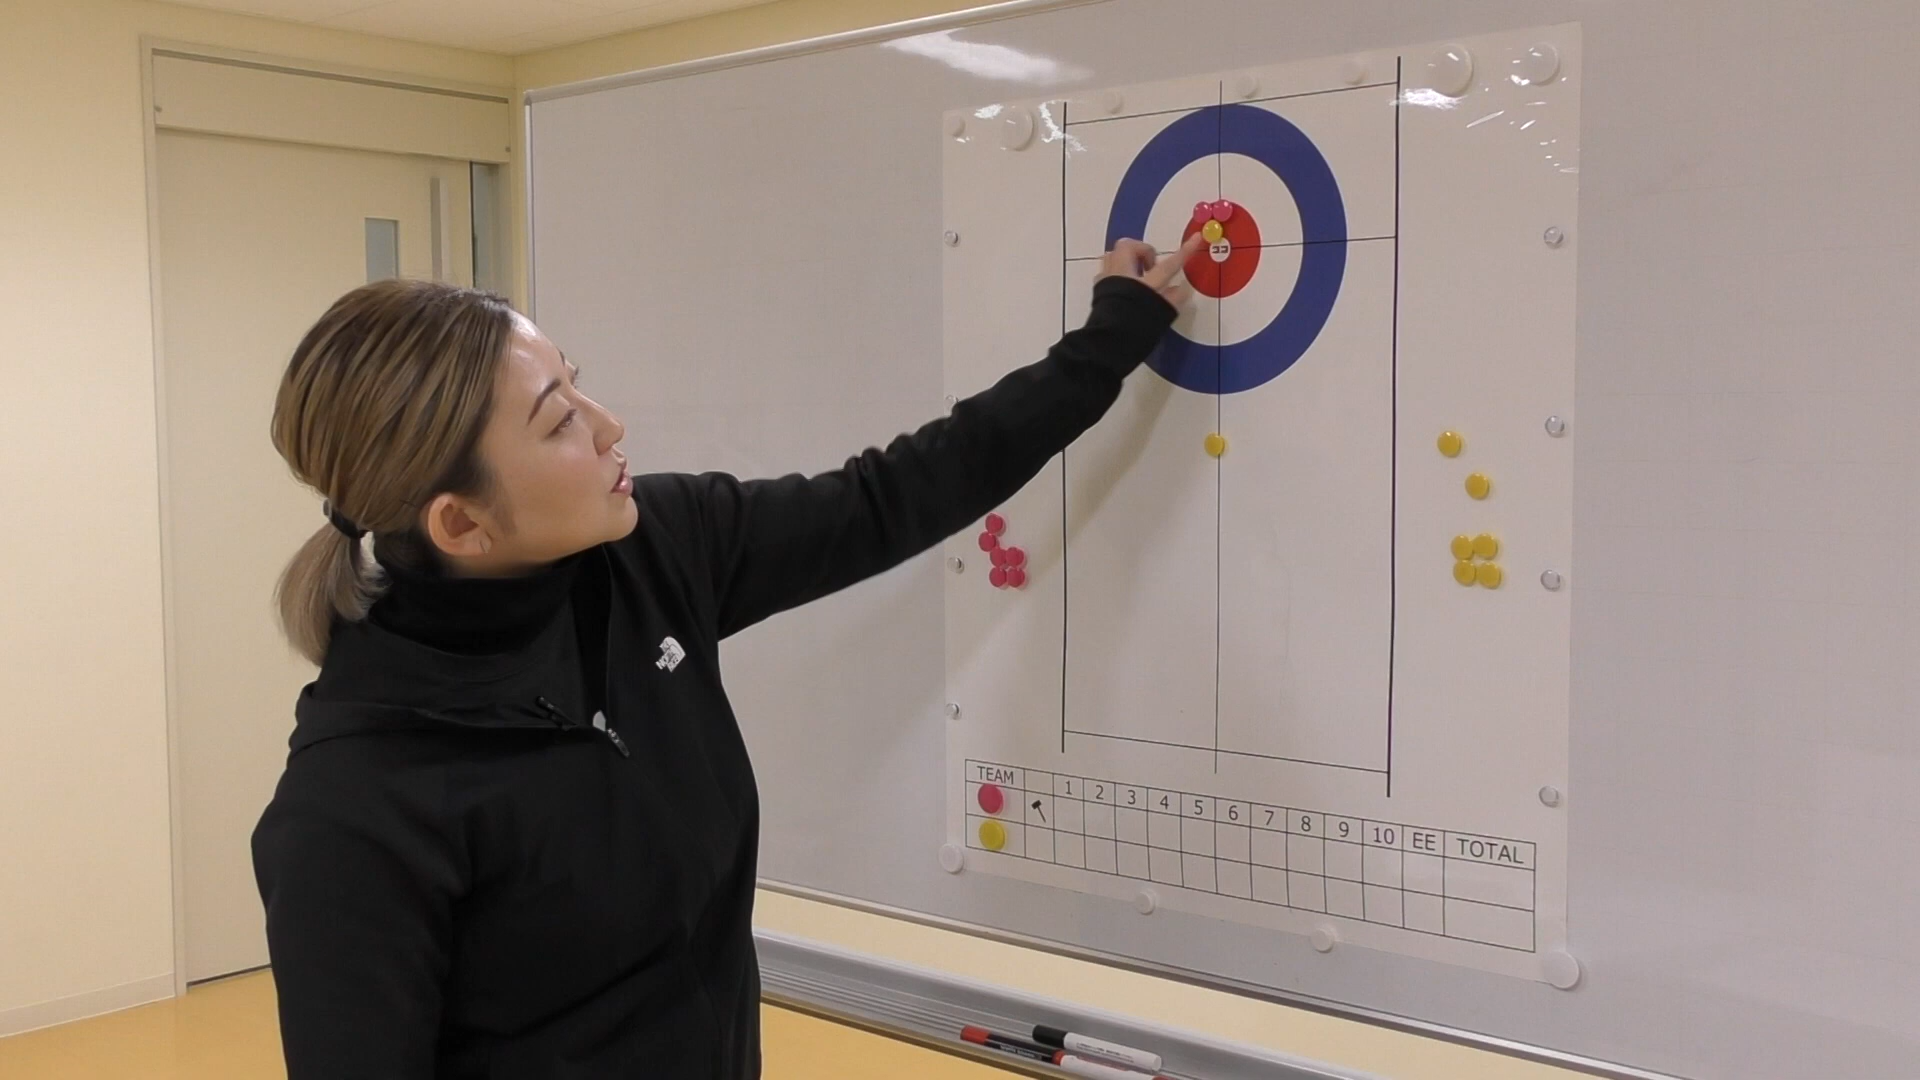 ココ
THE
NORTH
FACE
TEAM
1 2 3 4 5 6 7 8 9 10 EE TOTAL